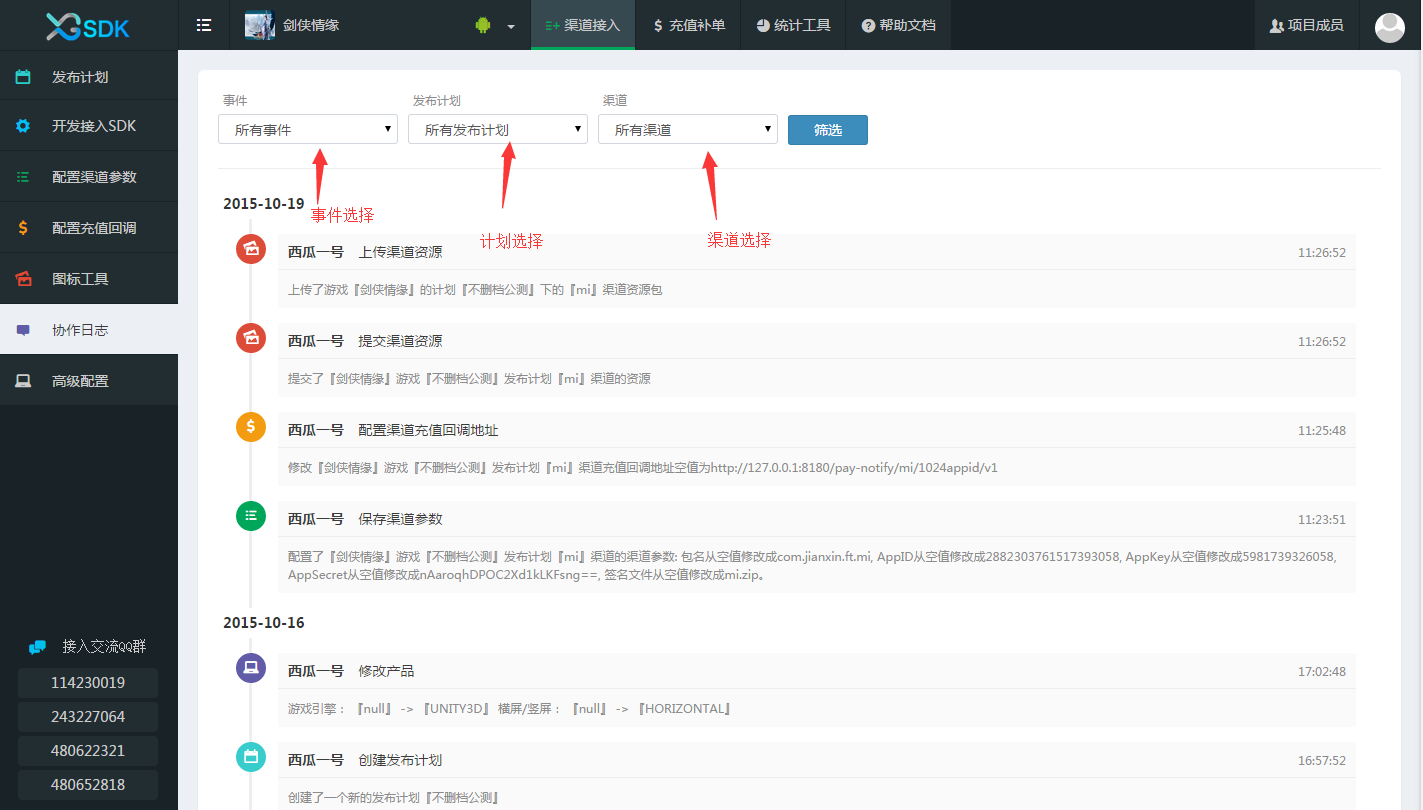 XGSDK
剑侠情缘
渠道接入
$ 充值补单
统计工具
帮助文档
项目成员
发布计划
开发接入SDK
配置渠道参数
$ 配置充值回调
图标工具
协作日志
高级配置
接入交流QQ群
114230019
243227064
480622321
480652818
事件
发布计划
渠道
所有事件
所有发布计划
所有渠道
筛选
事件选择
计划选择
渠道选择
2015-10-19
西瓜一号 上传渠道资源 11:26:52
上传了游戏『剑侠情缘』的计划『不删档公测』下的『mi』渠道资源包
西瓜一号 提交渠道资源 11:26:52
提交了『剑侠情缘』游戏『不删档公测』发布计划『mi』渠道的资源
$ 西瓜一号 配置渠道充值回调地址 11:25:48
修改『剑侠情缘』游戏『不删档公测』发布计划『mi』渠道充值回调地址空值为http://127.0.0.1:8180/pay-notify/mi/1024appid/v1
西瓜一号 保存渠道参数 11:23:51
配置了『剑侠情缘』游戏『不删档公测』发布计划『mi』渠道的渠道参数: 包名从空值修改成com.jianxin.ft.mi, AppID从空值修改成2882303761517393058, AppKey从空值修改成5981739326058,
AppSecret从空值修改成nAaroqhDPOC2Xd1kLKFsng==, 签名文件从空值修改成mi.zip。
2015-10-16
西瓜一号 修改产品 17:02:48
游戏引擎： 『null』 -> 『UNITY3D』 横屏/竖屏： 『null』 -> 『HORIZONTAL』
西瓜一号 创建发布计划 16:57:52
创建了一个新的发布计划『不删档公测』